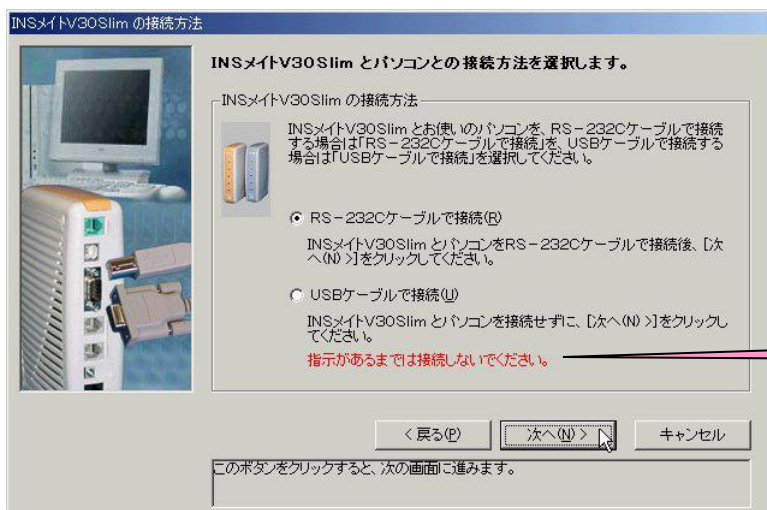 INSメイトV30Slim の接続方法
INSメイトV30Slim とパソコンとの接続方法を選択します。
INSメイトV30Slim の接続方法
INSメイトV30Slim とお使いのパソコンを、RS-232Cケーブルで接続
する場合は「RS-232Cケーブルで接続」を、USBケーブルで接続する
場合は「USBケーブルで接続」を選択してください。
RS-232Cケーブルで接続(R)
INSメイトV30Slim とパソコンをRS-232Cケーブルで接続後、[次
へ(N) >]をクリックしてください。
USBケーブルで接続(U)
INSメイトV30Slim とパソコンを接続せずに、[次へ(N) >]をクリックし
てください。
指示があるまでは接続しないでください。
< 戻る(P) 次へ(N) > キャンセル
このボタンをクリックすると、次の画面に進みます。